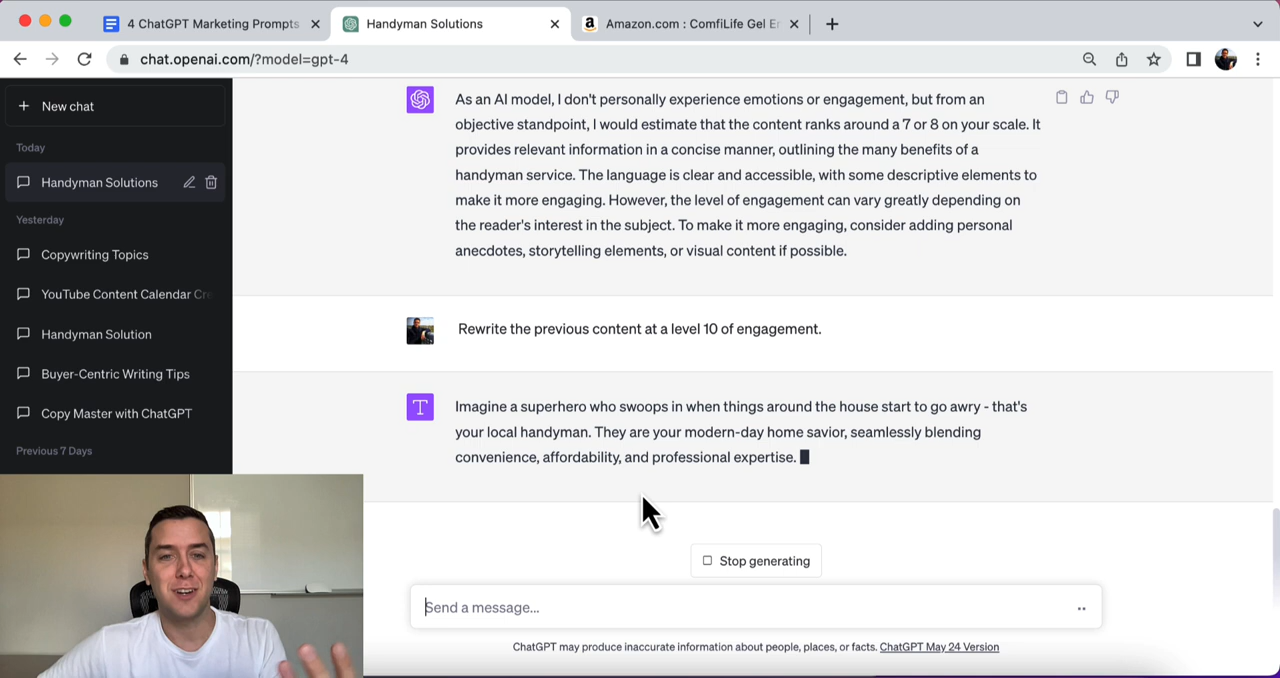 4 ChatGPT Marketing Prompts
Handyman Solutions
a Amazon.com : ComfiLife Gel E
chat.openai.com/?model=gpt-4
New chat
Today
Handyman Solutions
Yesterday
Copywriting Topics
YouTube Content Calendar Cre
Handyman Solution
Buyer-Centric Writing Tips
Copy Master with ChatGPT
Previous 7 Days
As an AI model, I don't personally experience emotions or engagement, but from an
objective standpoint, I would estimate that the content ranks around a 7 or 8 on your scale. It
provides relevant information in a concise manner, outlining the many benefits of a
handyman service. The language is clear and accessible, with some descriptive elements to
make it more engaging. However, the level of engagement can vary greatly depending on
the reader's interest in the subject. To make it more engaging, consider adding personal
anecdotes, storytelling elements, or visual content if possible.
Rewrite the previous content at a level 10 of engagement.
T
Imagine a superhero who swoops in when things around the house start to go awry - that's
your local handyman. They are your modern-day home savior, seamlessly blending
convenience, affordability, and professional expertise.
Stop generating
Send a message...
ChatGPT may produce inaccurate information about people, places, or facts. ChatGPT May 24 Version